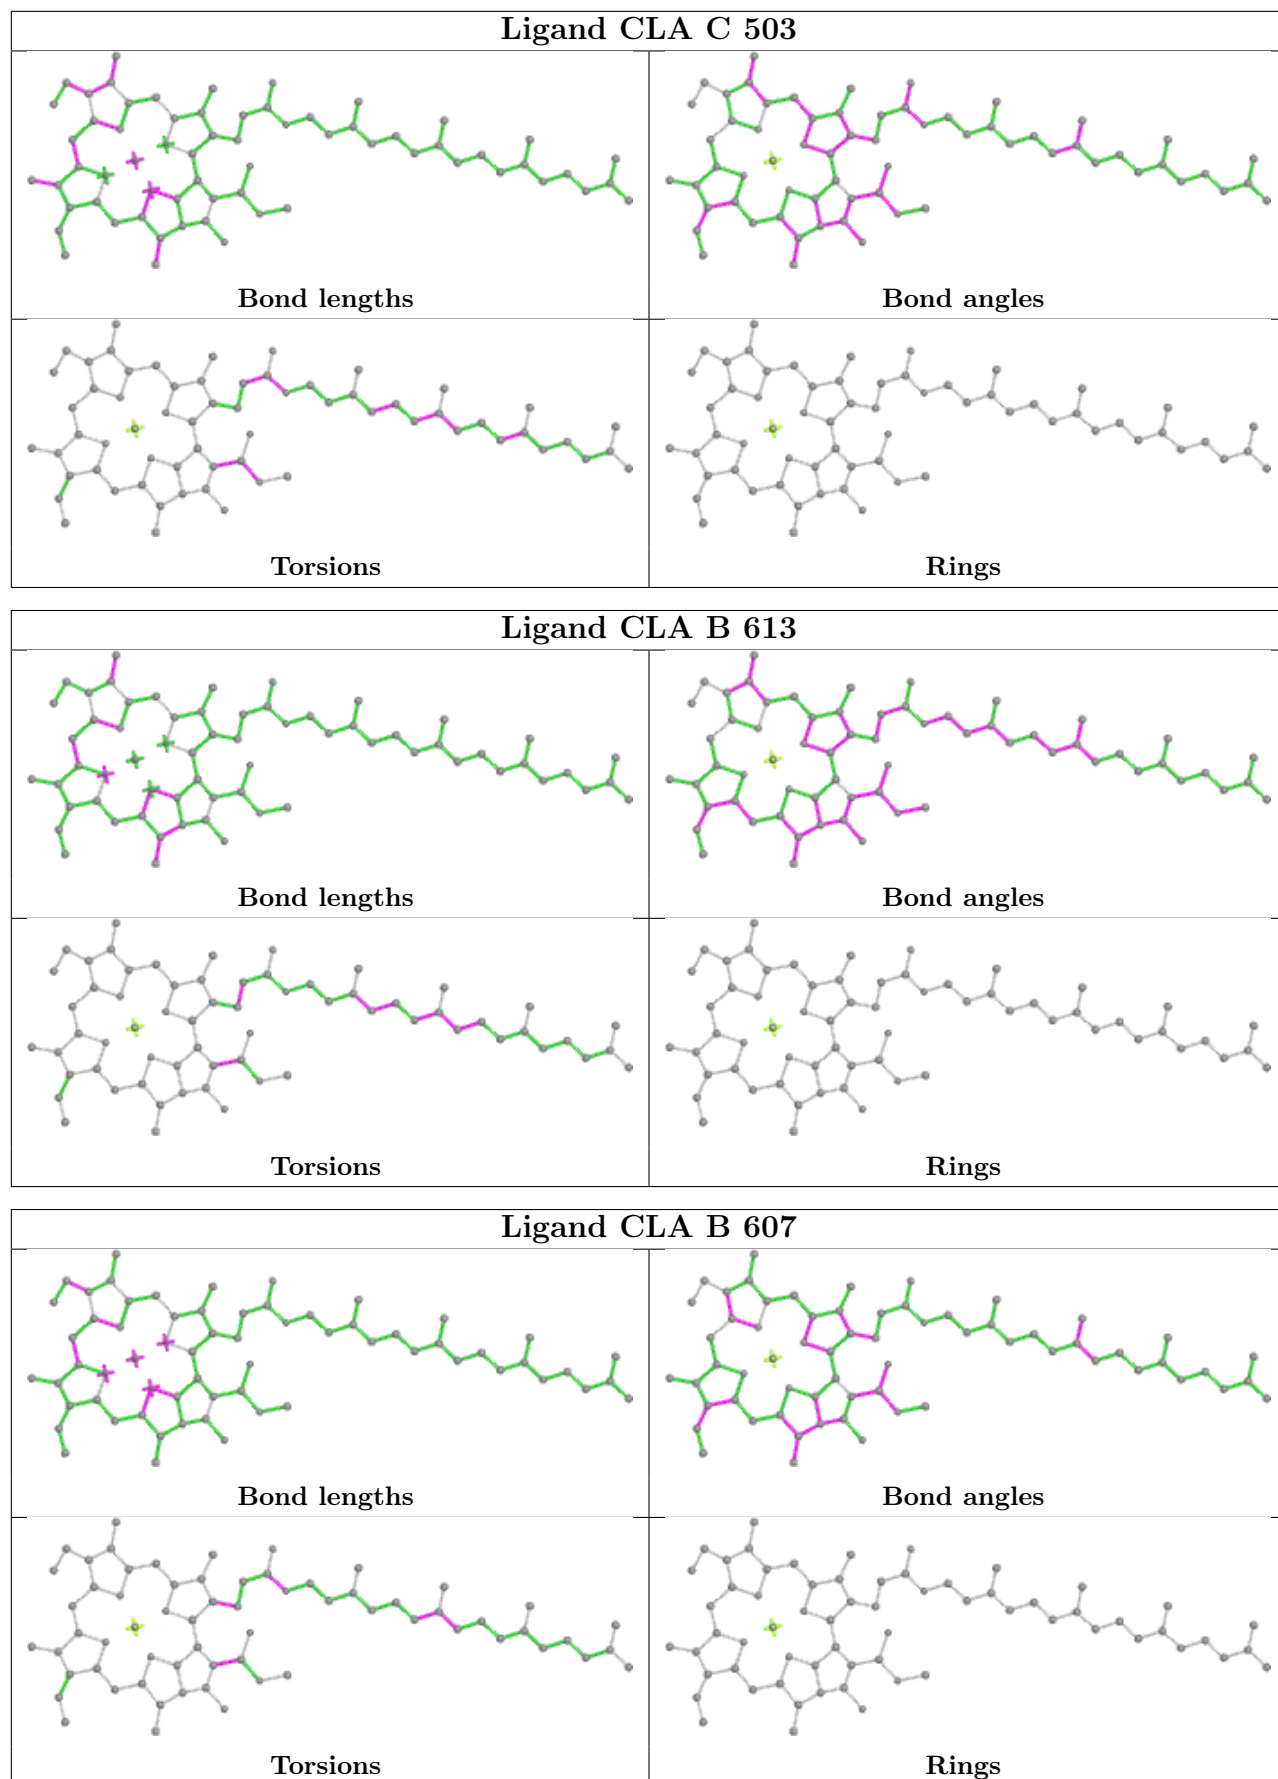 Ligand CLA C 503
Bond lengths
Bond angles
Torsions
Rings
Ligand CLA B 613
Bond lengths
Bond angles
Torsions
Rings
Ligand CLA B 607
Bond lengths
Bond angles
Torsions
Rings